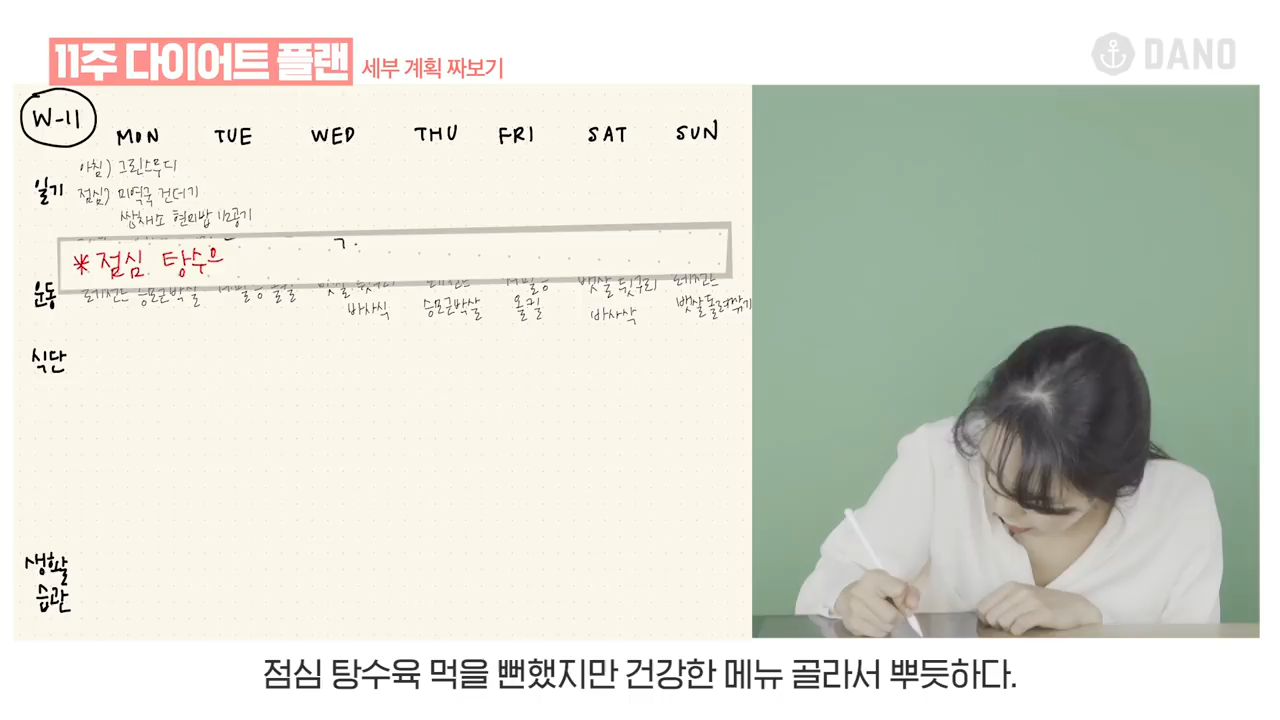 11주 다이어트 플랜 세부 계획 짜보기
DANO
W-11
MON TUE WED THU FRI SAT SUN
아침) 그린스무디
일기 점심) 미역국 건더기
쌈채소 현미밥 1/2공기
* 점심. 탕수으
운동
바사삭 승모근박살 올킬 바사삭 뱃살돌려깎기
식단
생활
습관
점심 탕수육 먹을 뻔했지만 건강한 메뉴 골라서 뿌듯하다.